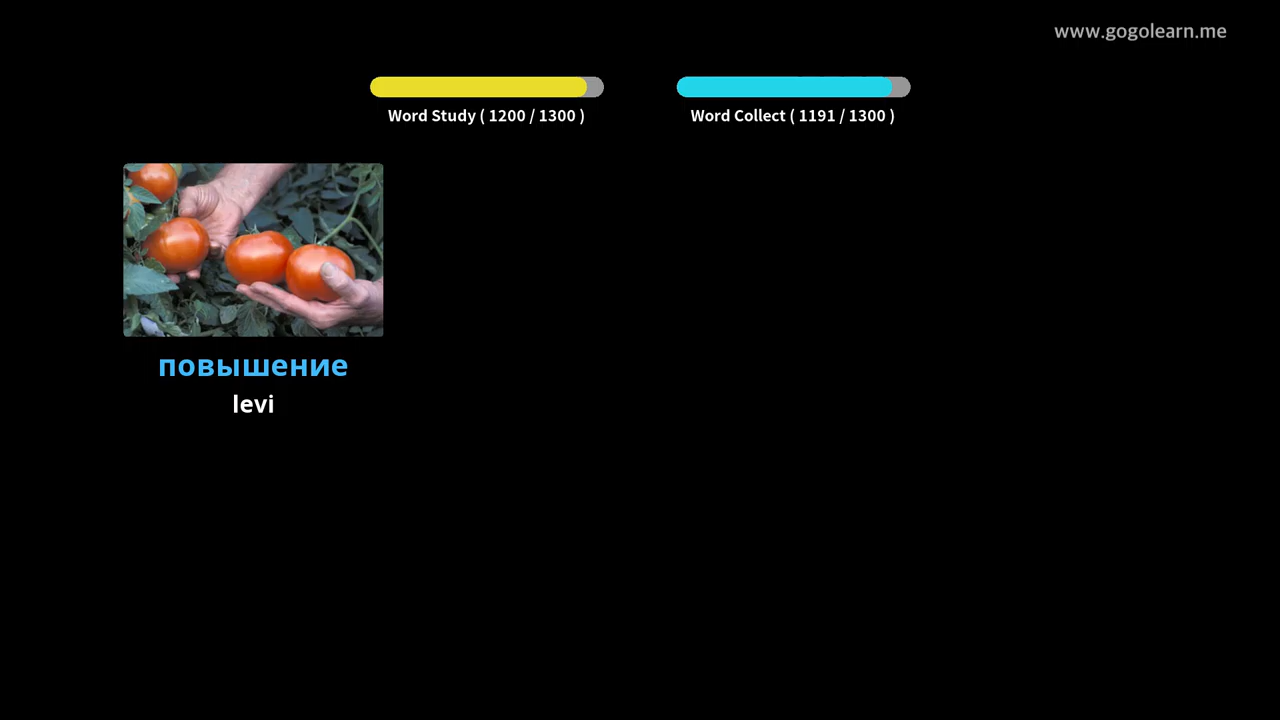 www.gogolearn.me
Word Study ( 1200 / 1300 )
Word Collect ( 1191 / 1300 )
повышение
levi